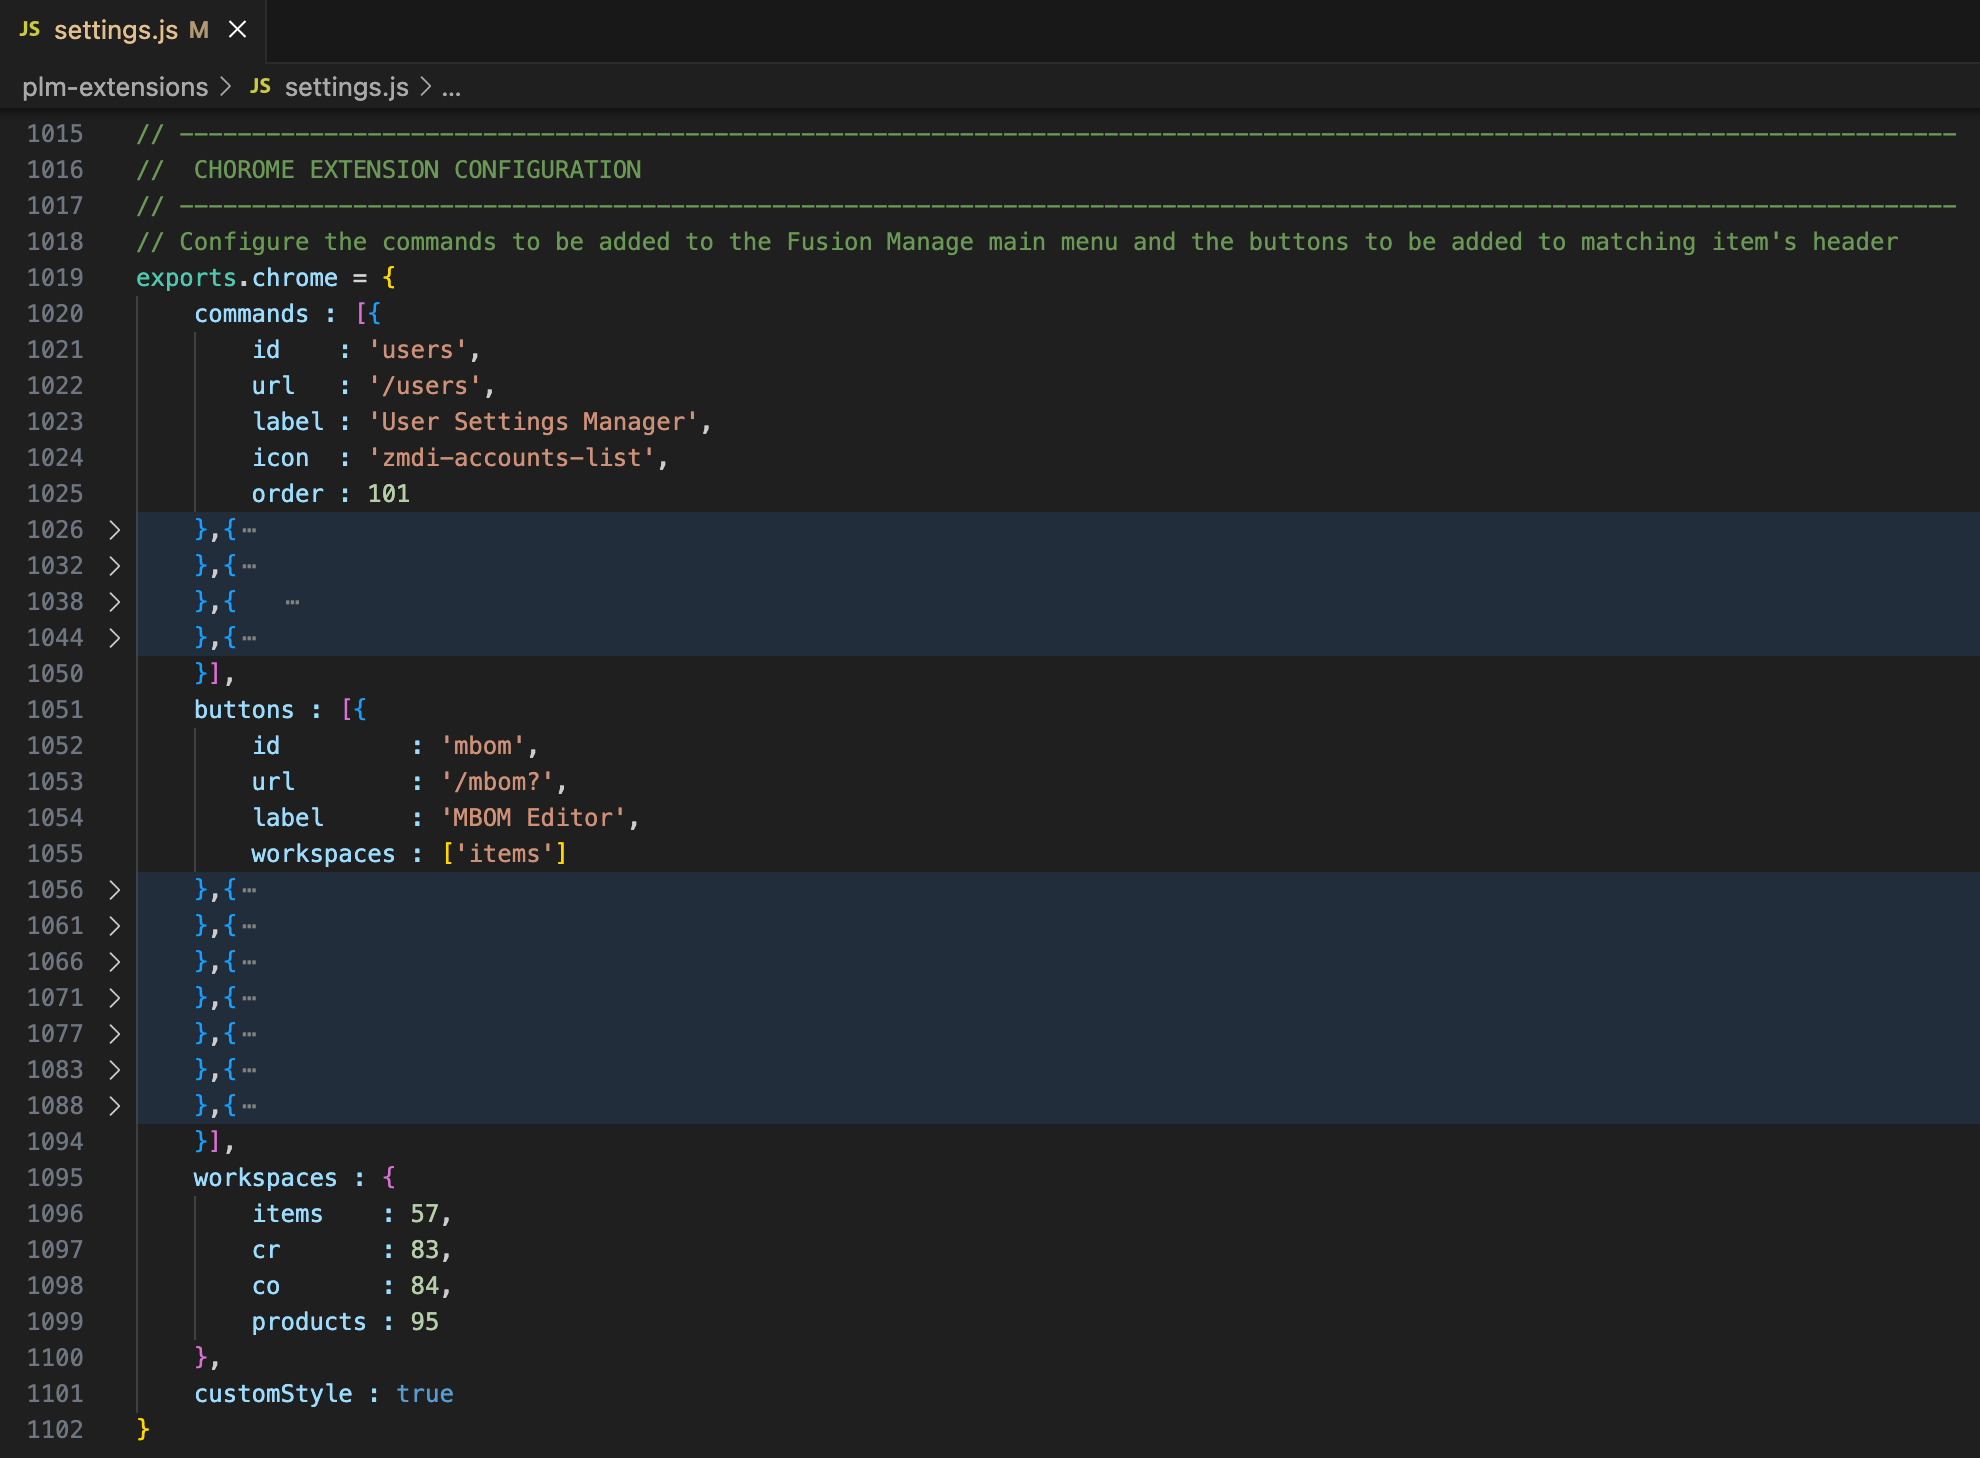 JS settings.js M
plm-extensions > JS settings.js > ...
1015 // ---------------------------------------------------------------------------------------------------------------------------
1016 //  CHOROME EXTENSION CONFIGURATION
1017 // ---------------------------------------------------------------------------------------------------------------------------
1018 // Configure the commands to be added to the Fusion Manage main menu and the buttons to be added to matching item's header
1019 exports.chrome = {
1020     commands : [{
1021         id    : 'users',
1022         url   : '/users',
1023         label : 'User Settings Manager',
1024         icon  : 'zmdi-accounts-list',
1025         order : 101
1026 >     },{ ⋯
1032 >     },{ ⋯
1038 >     },{    ⋯
1044 >     },{ ⋯
1050     }],
1051     buttons : [{
1052         id         : 'mbom',
1053         url        : '/mbom?',
1054         label      : 'MBOM Editor',
1055         workspaces : ['items']
1056 >     },{ ⋯
1061 >     },{ ⋯
1066 >     },{ ⋯
1071 >     },{ ⋯
1077 >     },{ ⋯
1083 >     },{ ⋯
1088 >     },{ ⋯
1094     }],
1095     workspaces : {
1096         items    : 57,
1097         cr       : 83,
1098         co       : 84,
1099         products : 95
1100     },
1101     customStyle : true
1102 }